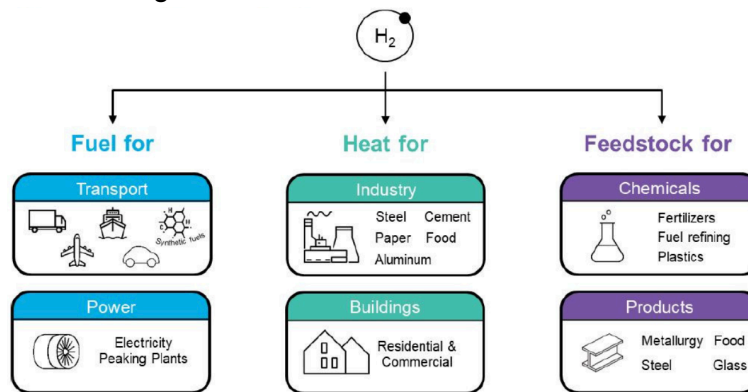 H2
Fuel for
Heat for
Feedstock for
Transport
Synthetic fuels
Industry
Steel Cement
Paper Food
Aluminum
Chemicals
Fertilizers
Fuel refining
Plastics
Power
Electricity
Peaking Plants
Buildings
Residential &
Commercial
Products
Metallurgy Food
Steel Glass